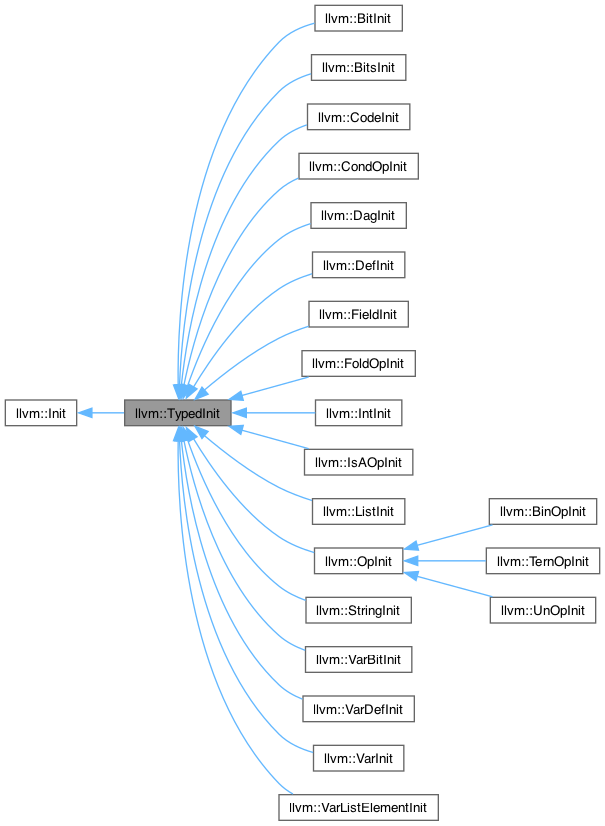 llvm::BitInit
llvm::BitsInit
llvm::CodeInit
llvm::CondOpInit
llvm::DagInit
llvm::DefInit
llvm::FieldInit
llvm::FoldOpInit
llvm::Init
llvm::TypedInit
llvm::IntInit
llvm::IsAOpInit
llvm::ListInit
llvm::BinOpInit
llvm::OpInit
llvm::TernOpInit
llvm::UnOpInit
llvm::StringInit
llvm::VarBitInit
llvm::VarDefInit
llvm::VarInit
llvm::VarListElementInit